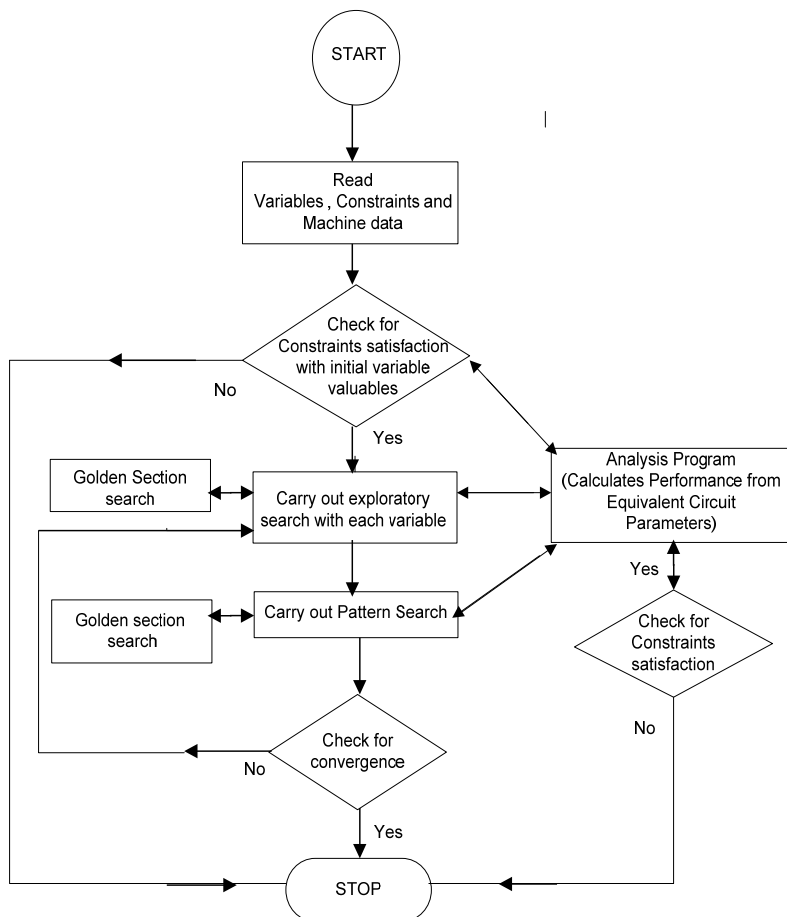 START
Read
Variables , Constraints and
Machine data
Check for
Constraints satisfaction
with initial variable
valuables
No
Yes
Golden Section
search
Carry out exploratory
search with each variable
Analysis Program
(Calculates Performance from
Equivalent Circuit
Parameters)
Yes
Golden section
search
Carry out Pattern Search
Check for
Constraints
satisfaction
No
Check for
convergence
No
Yes
STOP